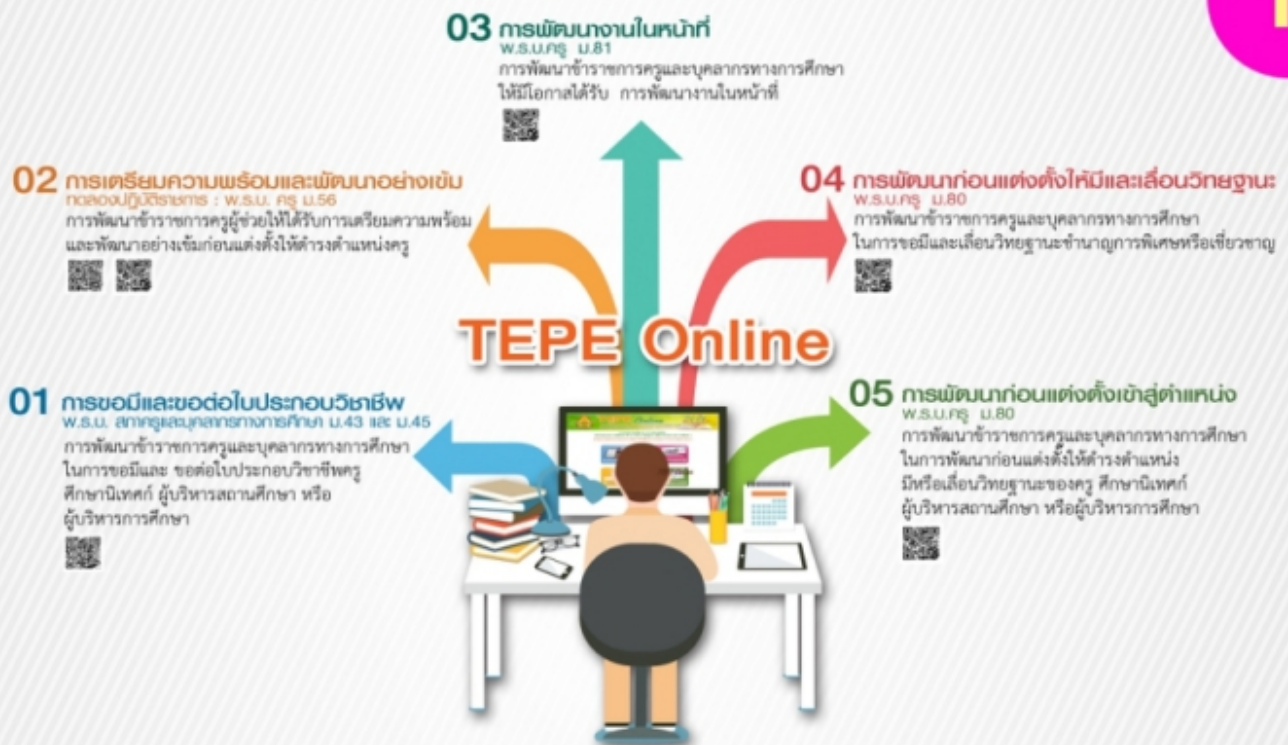 03 การพัฒนางานในหน้าที่
พ.ร.บ.ครู ม.81
การพัฒนาข้าราชการครูและบุคลากรทางการศึกษา
ให้มีโอกาสได้รับ การพัฒนางานในหน้าที่
02 การเตรียมความพร้อมและพัฒนาอย่างเข้ม
ทดลองปฏิบัติราชการ : พ.ร.บ. ครู ม.56
การพัฒนาข้าราชการครูผู้ช่วยให้ได้รับการเตรียมความพร้อม
และพัฒนาอย่างเข้มก่อนแต่งตั้งให้ดำรงตำแหน่งครู
04 การพัฒนาก่อนแต่งตั้งให้มีและเลื่อนวิทยฐานะ
พ.ร.บ.ครู ม.80
การพัฒนาข้าราชการครูและบุคลากรทางการศึกษา
ในการขอมีและเลื่อนวิทยฐานะชำนาญการพิเศษหรือเชี่ยวชาญ
TEPE Online
01 การขอมีและขอต่อใบประกอบวิชาชีพ
พ.ร.บ. สภาครูและบุคลากรทางการศึกษา ม.43 และ ม.45
การพัฒนาข้าราชการครูและบุคลากรทางการศึกษา
ในการขอมีและ ขอต่อใบประกอบวิชาชีพครู
ศึกษานิเทศก์ ผู้บริหารสถานศึกษา หรือ
ผู้บริหารการศึกษา
05 การพัฒนาก่อนแต่งตั้งเข้าสู่ตำแหน่ง
พ.ร.บ.ครู ม.80
การพัฒนาข้าราชการครูและบุคลากรทางการศึกษา
ในการพัฒนาก่อนแต่งตั้งให้ดำรงตำแหน่ง
มีหรือเลื่อนวิทยฐานะของครู ศึกษานิเทศก์
ผู้บริหารสถานศึกษา หรือผู้บริหารการศึกษา